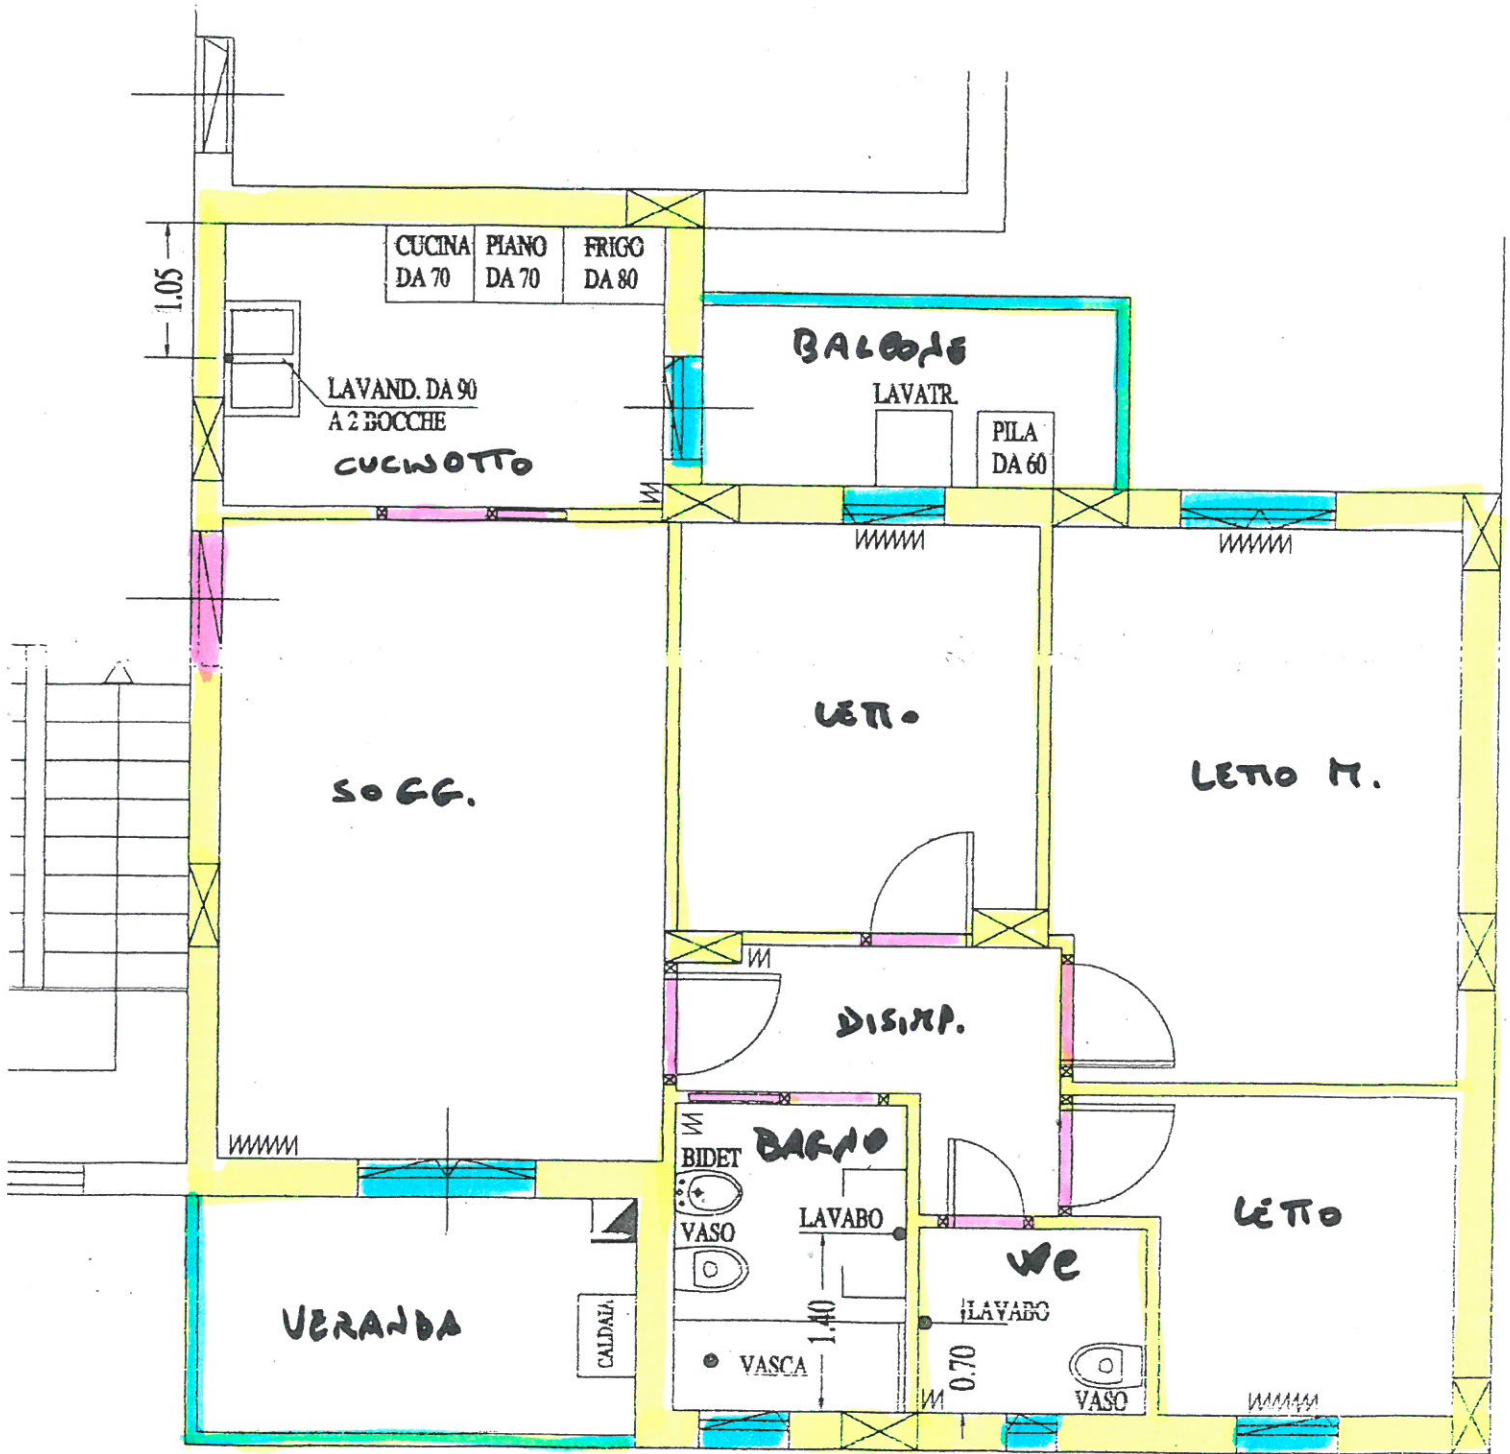 CUCINA
DA 70
PIANO
DA 70
FRIGO
DA 80
1.05
LAVAND. DA 90
A 2 BOCCHE
CUCINOTTO
BALCONE
LAVATR.
PILA
DA 60
SOGG.
LETTO
LETTO M.
DISIMP.
BAGNO
BIDET
VASO
LAVABO
1.40
VASCA
WC
LAVABO
0.70
VASO
LETTO
VERANDA
CALDAIA